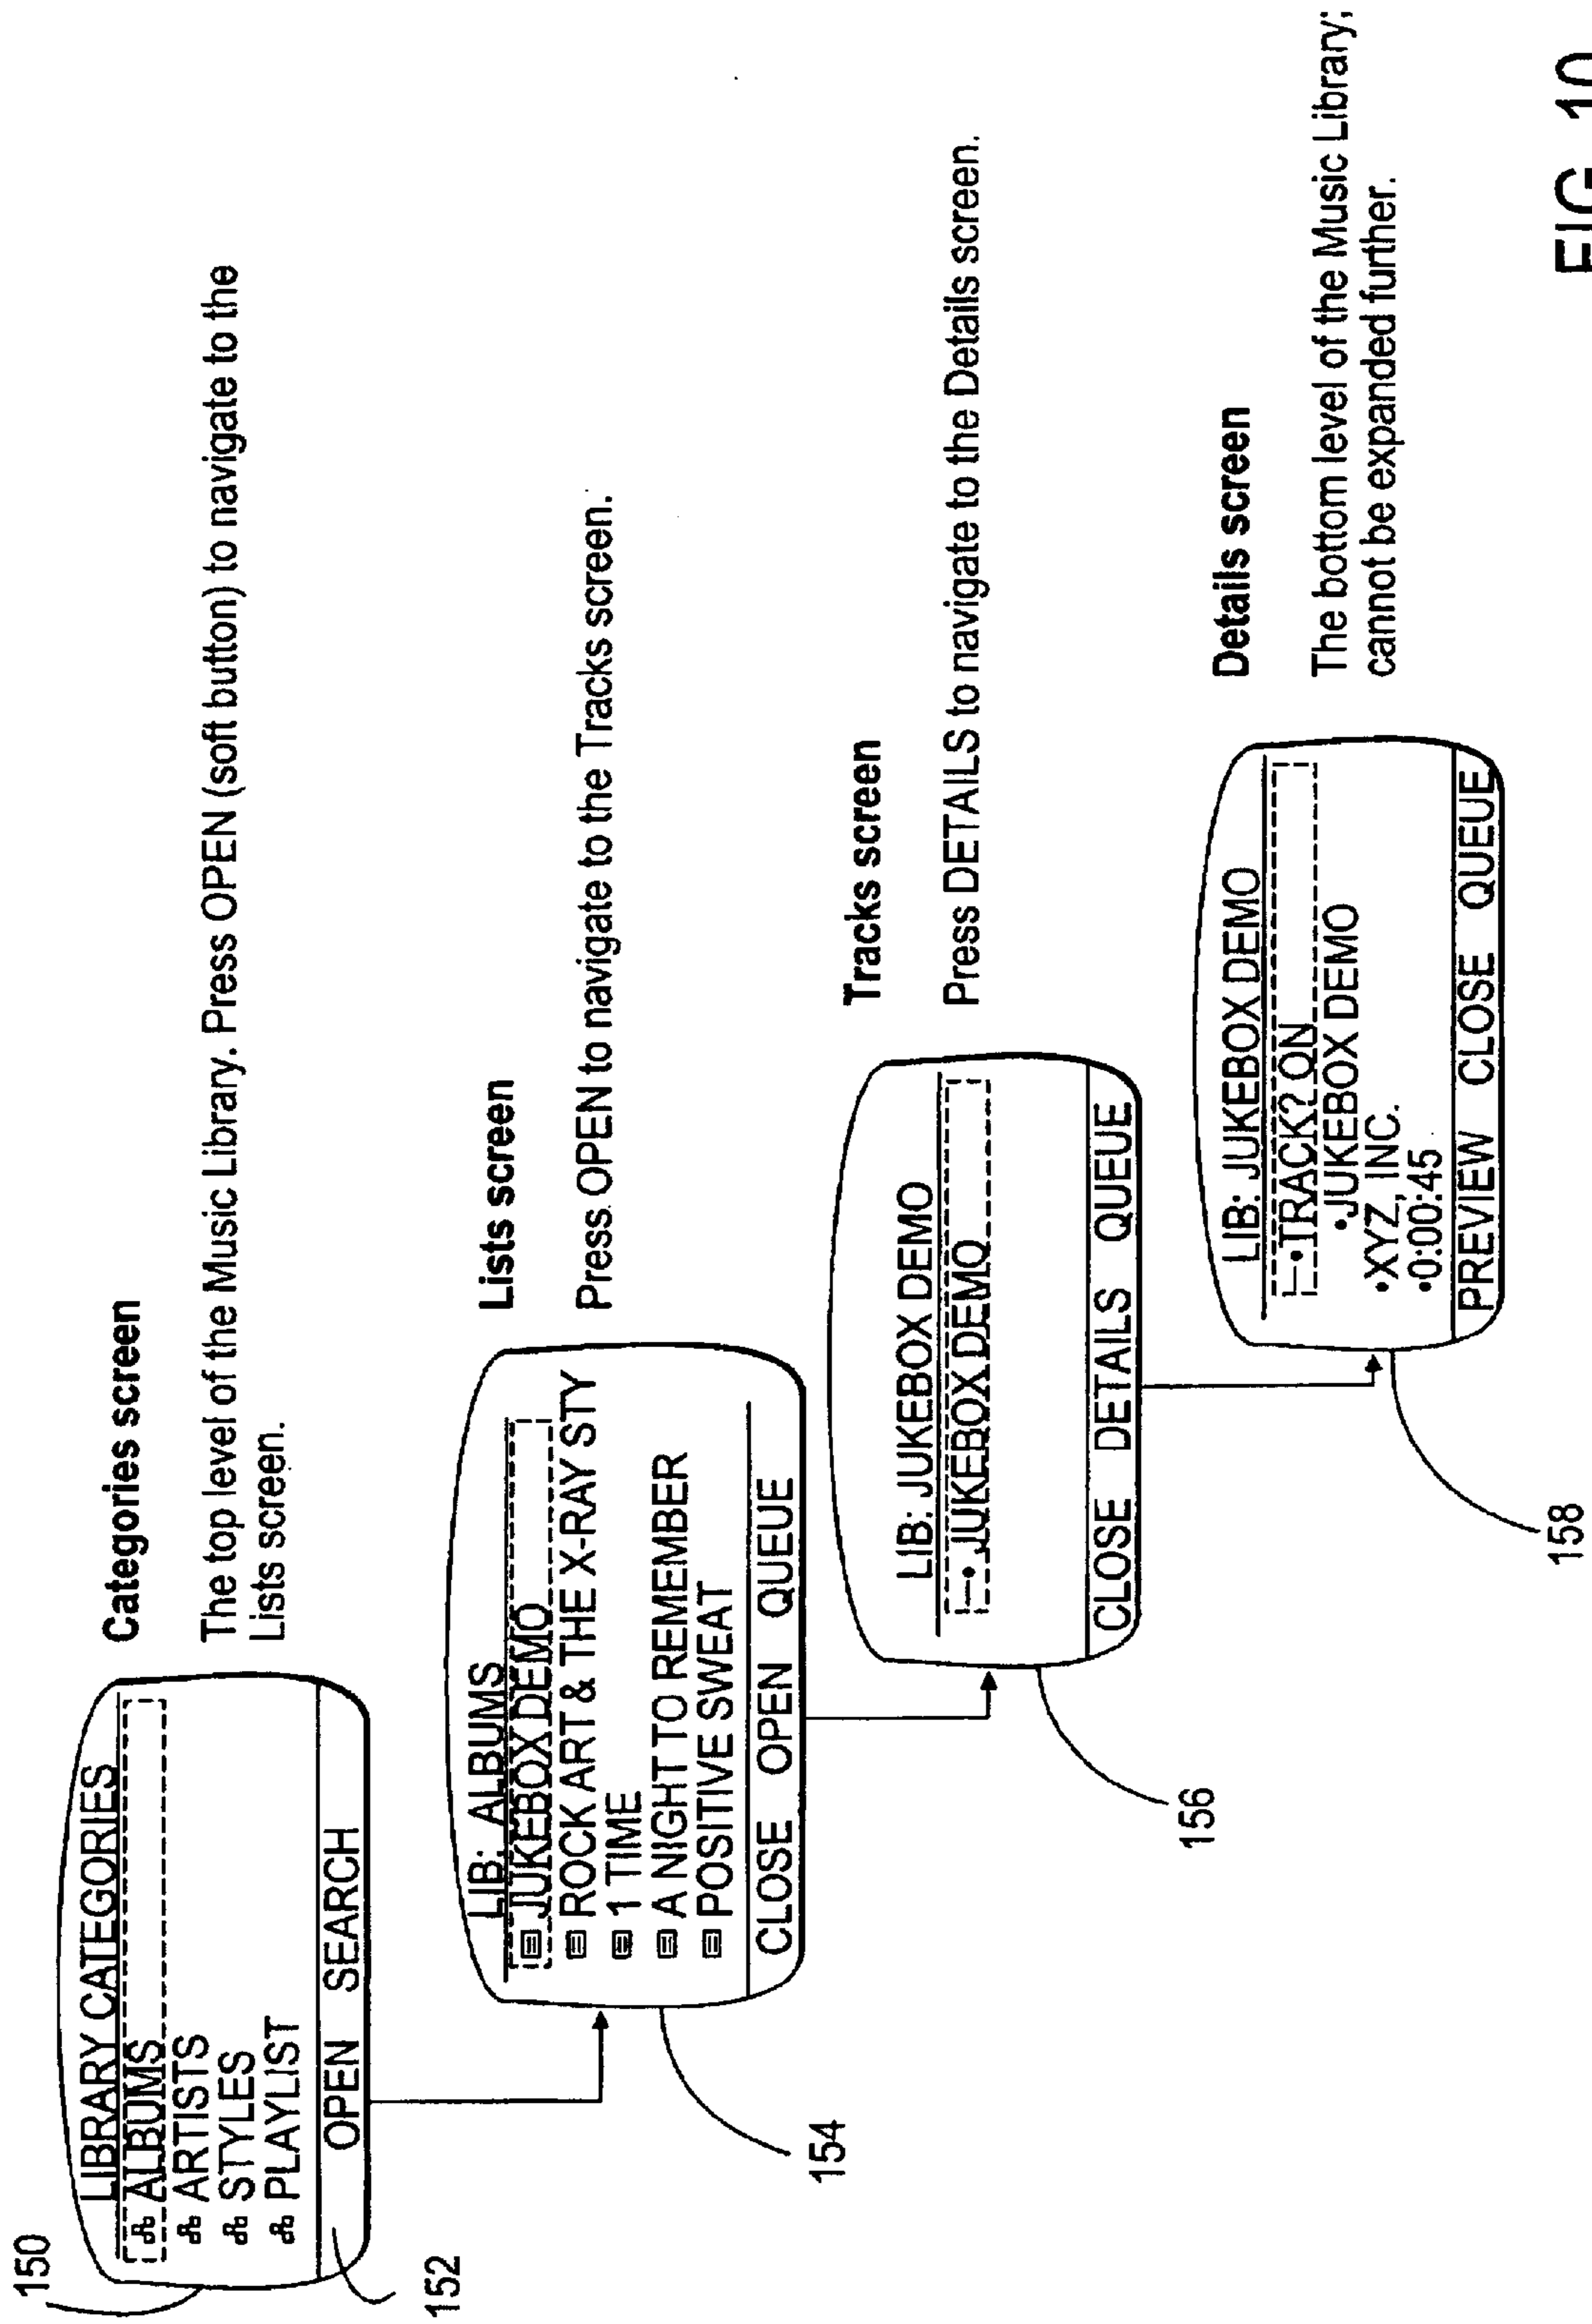 150
LIBRARY CATEGORIES
ALBUMS
ARTISTS
STYLES
PLAYLIST
OPEN SEARCH
152
Categories screen
The top level of the Music Library. Press OPEN (soft button) to navigate to the
Lists screen.
LIB: ALBUMS
JUKEBOX DEMO
ROCK ART & THE X-RAY STY
1 TIME
A NIGHT TO REMEMBER
POSITIVE SWEAT
CLOSE OPEN QUEUE
154
Lists screen
Press OPEN to navigate to the Tracks screen.
LIB: JUKEBOX DEMO
• JUKEBOX DEMO
CLOSE DETAILS QUEUE
156
Tracks screen
Press DETAILS to navigate to the Details screen.
LIB: JUKEBOX DEMO
•TRACK? ON
•JUKEBOX DEMO
•XYZ, INC.
•0:00:45
PREVIEW CLOSE QUEUE
158
Details screen
The bottom level of the Music Library;
cannot be expanded further.
FIG. 10